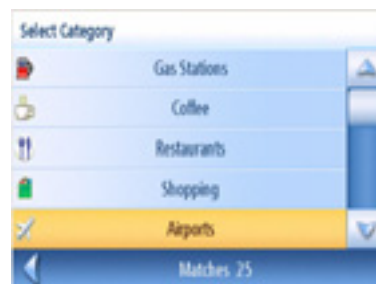 Select Category
Gas Stations
Coffee
Restaurants
Shopping
Airports
Matches 25